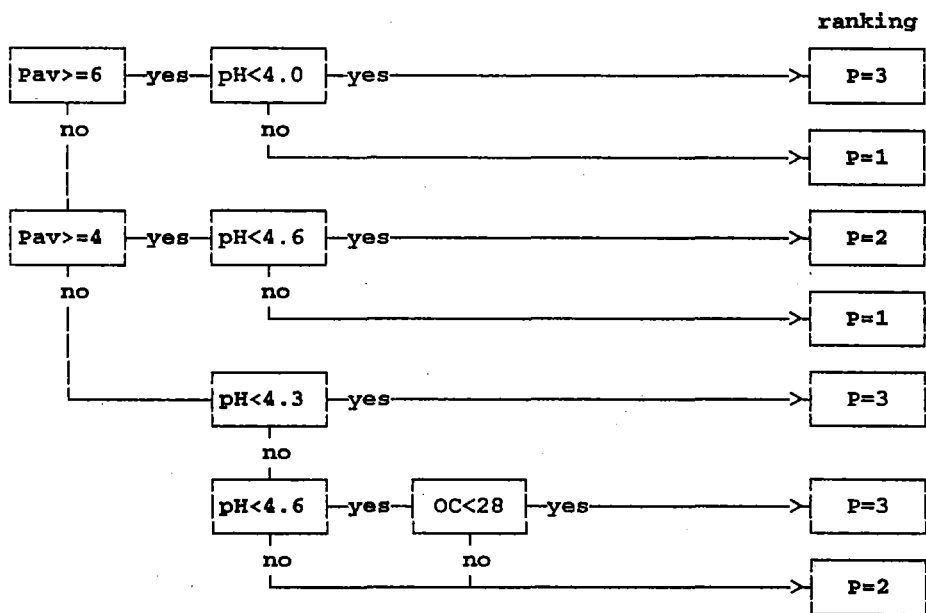 ranking
Pav>=6 yes pH<4.0 yes P=3
no no
P=1
Pav>=4 yes pH<4.6 yes P=2
no no
P=1
pH<4.3 yes P=3
no
pH<4.6 yes OC<28 yes P=3
no no
P=2